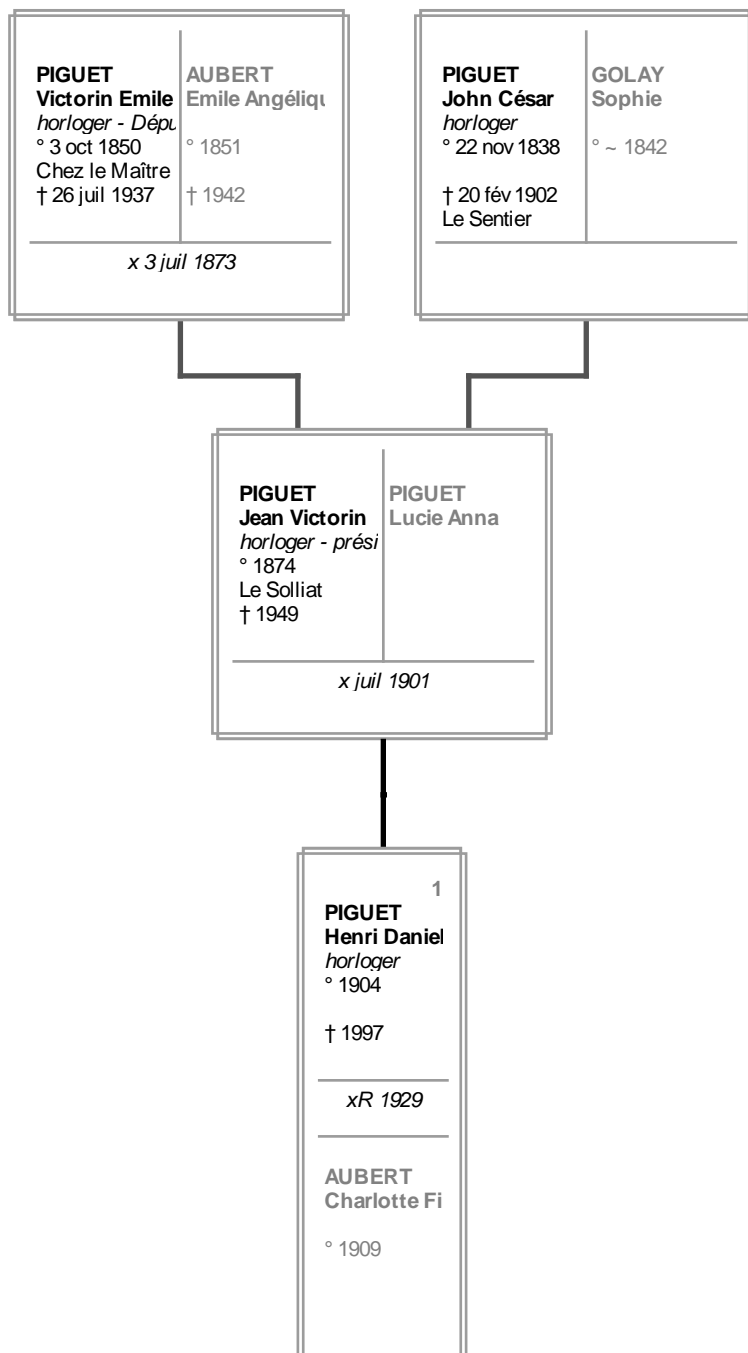 PIGUET
Victorin Emile
horloger - Dépu
° 3 oct 1850
Chez le Maître
† 26 juil 1937
AUBERT
Emile Angéliqu
° 1851
† 1942
x 3 juil 1873
PIGUET
John César
horloger
° 22 nov 1838
† 20 fév 1902
Le Sentier
GOLAY
Sophie
° ~ 1842
PIGUET
Jean Victorin
horloger - prési
° 1874
Le Solliat
† 1949
PIGUET
Lucie Anna
x juil 1901
1
PIGUET
Henri Daniel
horloger
° 1904
† 1997
xR 1929
AUBERT
Charlotte Fi
° 1909